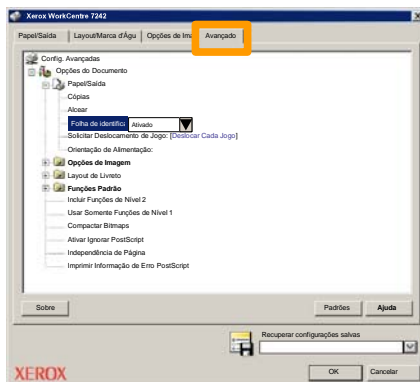 Xerox WorkCentre 7242
Papel/Saída Layout/Marca d'Água Opções de Ima Avançado
Config. Avançadas
Opções do Documento
Papel/Saída
Cópias
Alcear
Folha de identifica Ativado
Solicitar Deslocamento de Jogo: [Deslocar Cada Jogo]
Orientação de Alimentação:
Opções de Imagem
Layout de Livreto
Funções Padrão
Incluir Funções de Nível 2
Usar Somente Funções de Nível 1
Compactar Bitmaps
Ativar Ignorar PostScript
Independência de Página
Imprimir Informação de Erro PostScript
Sobre Padrões Ajuda
Recuperar configurações salvas
XEROX OK Cancelar